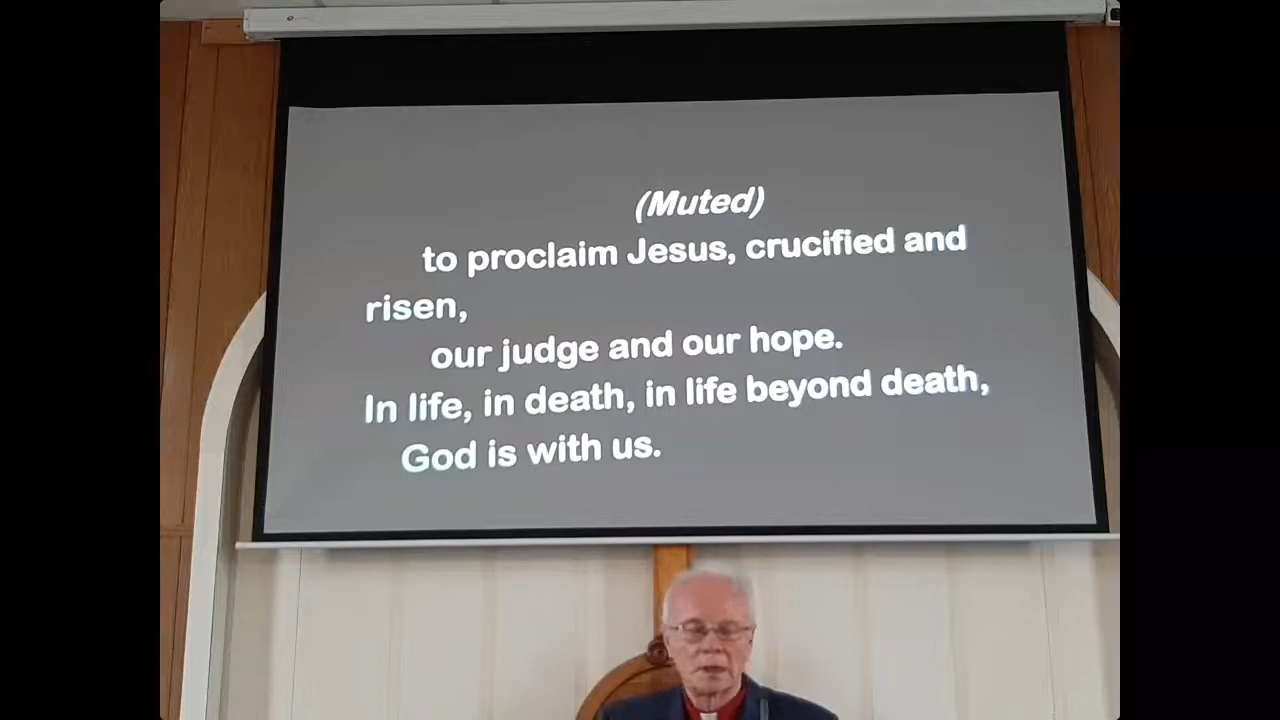 (Muted)
to proclaim Jesus, crucified and
risen,
our judge and our hope.
In life, in death, in life beyond death,
God is with us.